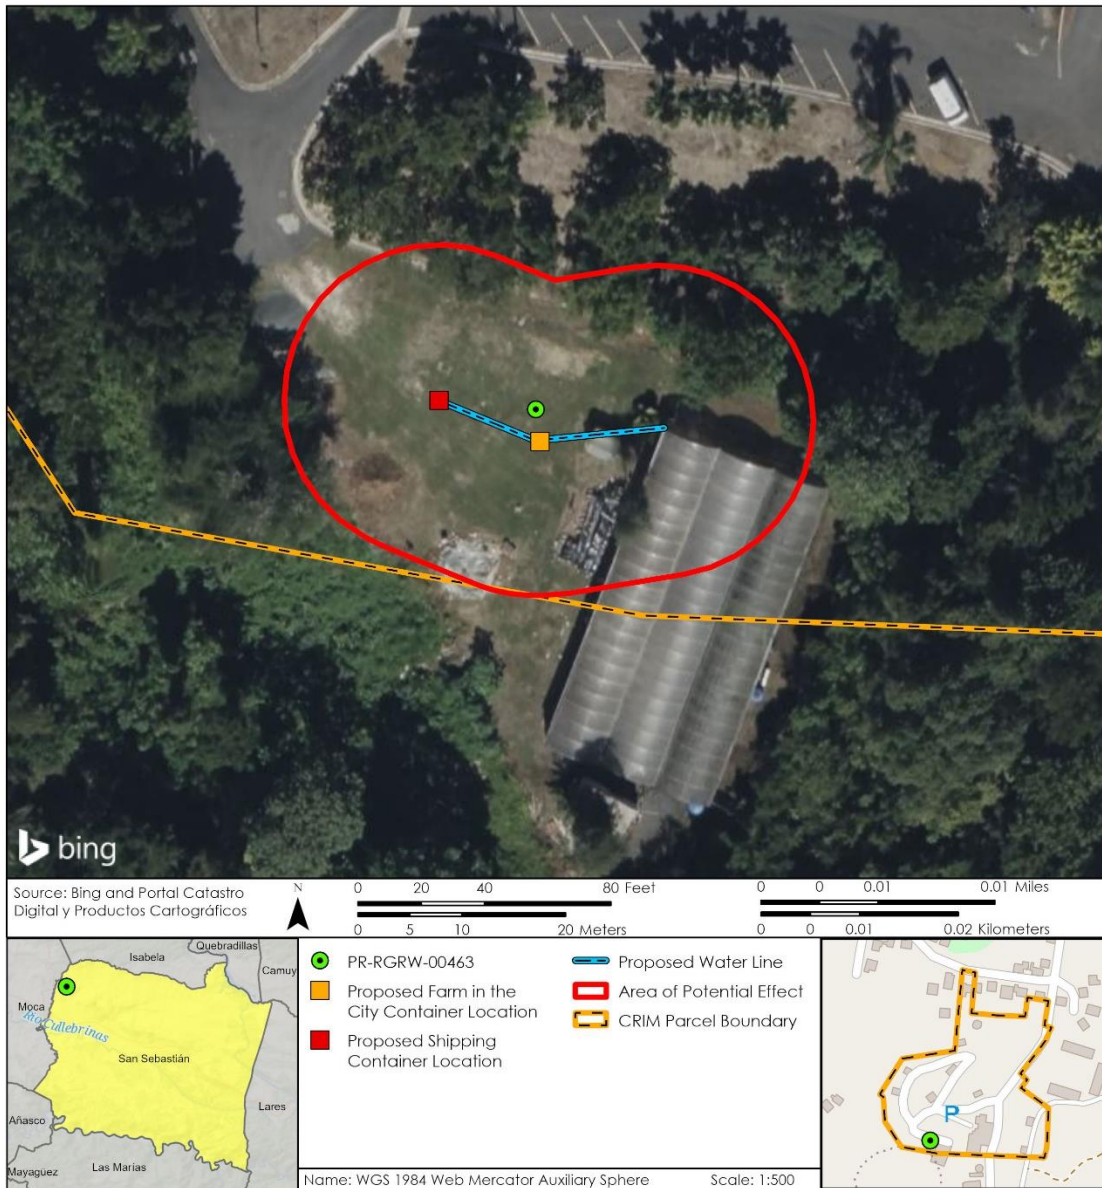 bing
Source: Bing and Portal Catastro
Digital y Productos Cartográficos
N
0 20 40 80 Feet
0 5 10 20 Meters
0 0 0.01 0.01 Miles
0 0 0.01 0.02 Kilometers
Quebradillas
Isabela
Camuy
Moca
Río Cullebrinas
San Sebastián
Lares
Añasco
Las Marías
Mayagüez
PR-RGRW-00463
Proposed Farm in the
City Container Location
Proposed Shipping
Container Location
Proposed Water Line
Area of Potential Effect
CRIM Parcel Boundary
Name: WGS 1984 Web Mercator Auxiliary Sphere Scale: 1:500
P